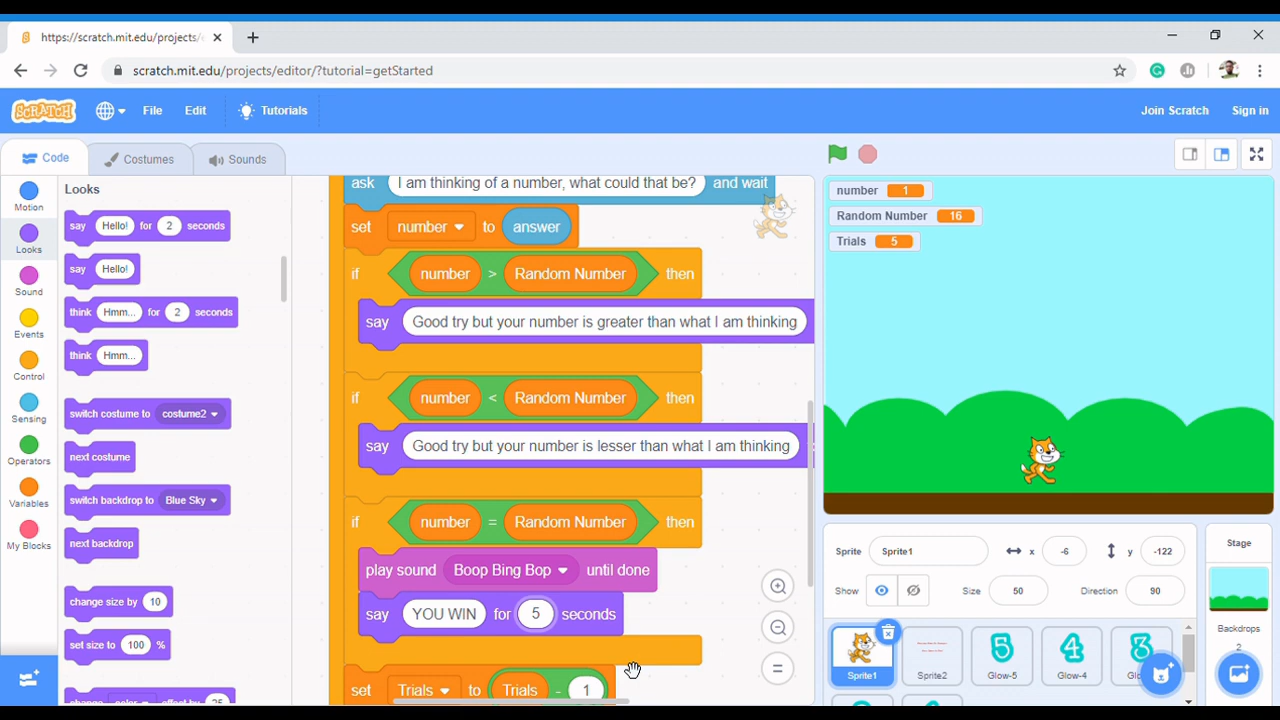 https://scratch.mit.edu/projects/e
scratch.mit.edu/projects/editor/?tutorial=getStarted
SCRATCH File Edit Tutorials Join Scratch Sign in
Code Costumes Sounds
Motion
Looks
Sound
Events
Control
Sensing
Operators
Variables
My Blocks
Looks
say Hello! for 2 seconds
say Hello!
think Hmm... for 2 seconds
think Hmm...
switch costume to costume2
next costume
switch backdrop to Blue Sky
next backdrop
change size by 10
set size to 100 %
ask I am thinking of a number, what could that be? and wait
set number to answer
if number > Random Number then
say Good try but your number is greater than what I am thinking
if number < Random Number then
say Good try but your number is lesser than what I am thinking
if number = Random Number then
play sound Boop Bing Bop until done
say YOU WIN for 5 seconds
set Trials to Trials - 1
number 1
Random Number 16
Trials 5
Sprite Sprite1 x -6 y -122
Show Size 50 Direction 90
Sprite1 Sprite2 Glow-5 Glow-4
Stage
Backdrops
2